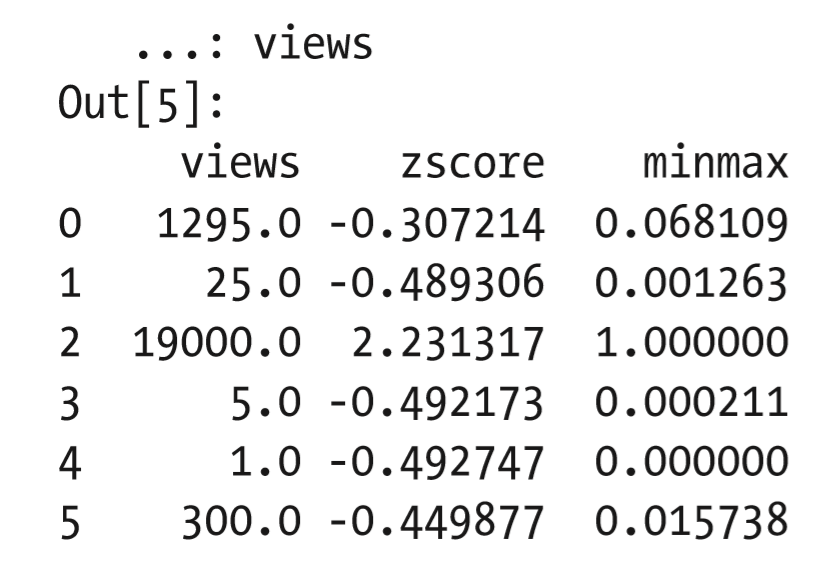 ...: views
Out[5]:
views zscore minmax
0 1295.0 -0.307214 0.068109
1 25.0 -0.489306 0.001263
2 19000.0 2.231317 1.000000
3 5.0 -0.492173 0.000211
4 1.0 -0.492747 0.000000
5 300.0 -0.449877 0.015738